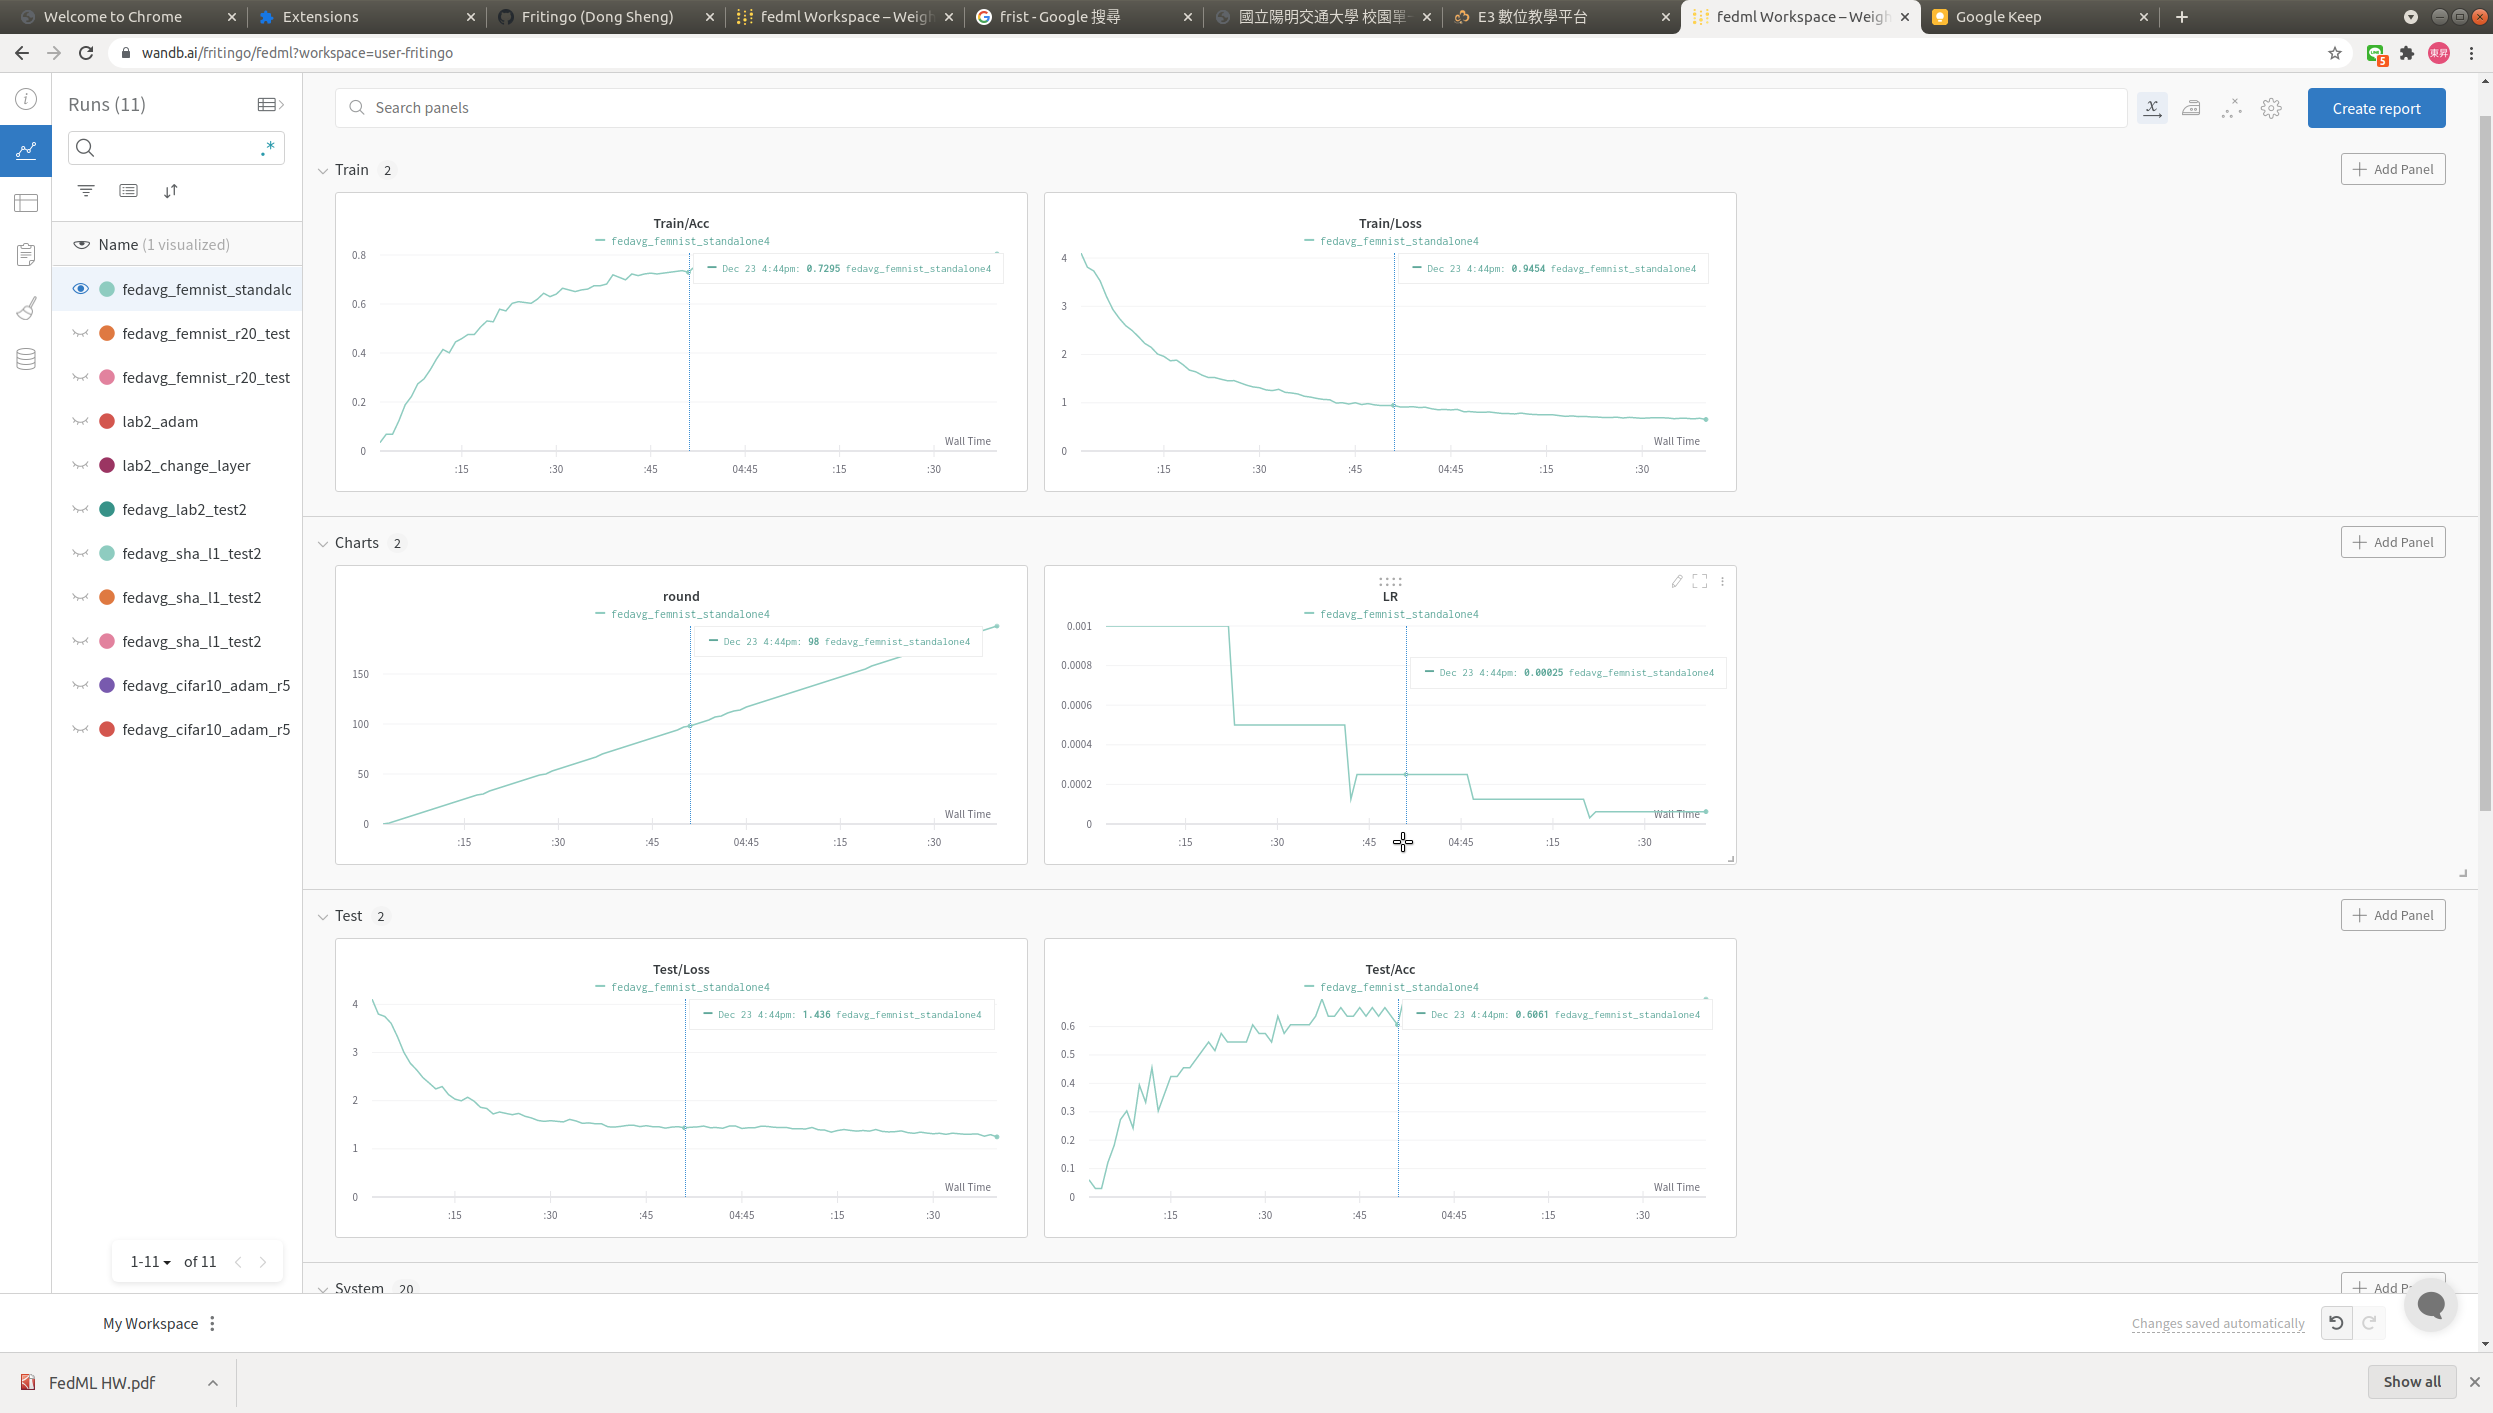 Welcome to Chrome
Extensions
Fritingo (Dong Sheng)
fedml Workspace – Weigh
frist - Google 搜尋
國立陽明交通大學 校園單一
E3 數位教學平台
fedml Workspace – Weigh
Google Keep
wandb.ai/fritingo/fedml?workspace=user-fritingo
5
東昇
Runs (11)
.*
Name (1 visualized)
fedavg_femnist_standalc
fedavg_femnist_r20_test
fedavg_femnist_r20_test
lab2_adam
lab2_change_layer
fedavg_lab2_test2
fedavg_sha_l1_test2
fedavg_sha_l1_test2
fedavg_sha_l1_test2
fedavg_cifar10_adam_r5
fedavg_cifar10_adam_r5
1-11 of 11
Search panels
x
Create report
Train 2
Add Panel
Train/Acc
fedavg_femnist_standalone4
Dec 23 4:44pm: 0.7295 fedavg_femnist_standalone4
0.8
0.6
0.4
0.2
0
Wall Time
:15 :30 :45 04:45 :15 :30
Train/Loss
fedavg_femnist_standalone4
Dec 23 4:44pm: 0.9454 fedavg_femnist_standalone4
4
3
2
1
0
Wall Time
:15 :30 :45 04:45 :15 :30
Charts 2
Add Panel
round
fedavg_femnist_standalone4
Dec 23 4:44pm: 98 fedavg_femnist_standalone4
150
100
50
0
Wall Time
:15 :30 :45 04:45 :15 :30
LR
fedavg_femnist_standalone4
Dec 23 4:44pm: 0.00025 fedavg_femnist_standalone4
0.001
0.0008
0.0006
0.0004
0.0002
0
Wall Time
:15 :30 :45 04:45 :15 :30
Test 2
Add Panel
Test/Loss
fedavg_femnist_standalone4
Dec 23 4:44pm: 1.436 fedavg_femnist_standalone4
4
3
2
1
0
Wall Time
:15 :30 :45 04:45 :15 :30
Test/Acc
fedavg_femnist_standalone4
Dec 23 4:44pm: 0.6061 fedavg_femnist_standalone4
0.6
0.5
0.4
0.3
0.2
0.1
0
Wall Time
:15 :30 :45 04:45 :15 :30
System 20
Add P
My Workspace
Changes saved automatically
FedML HW.pdf
Show all